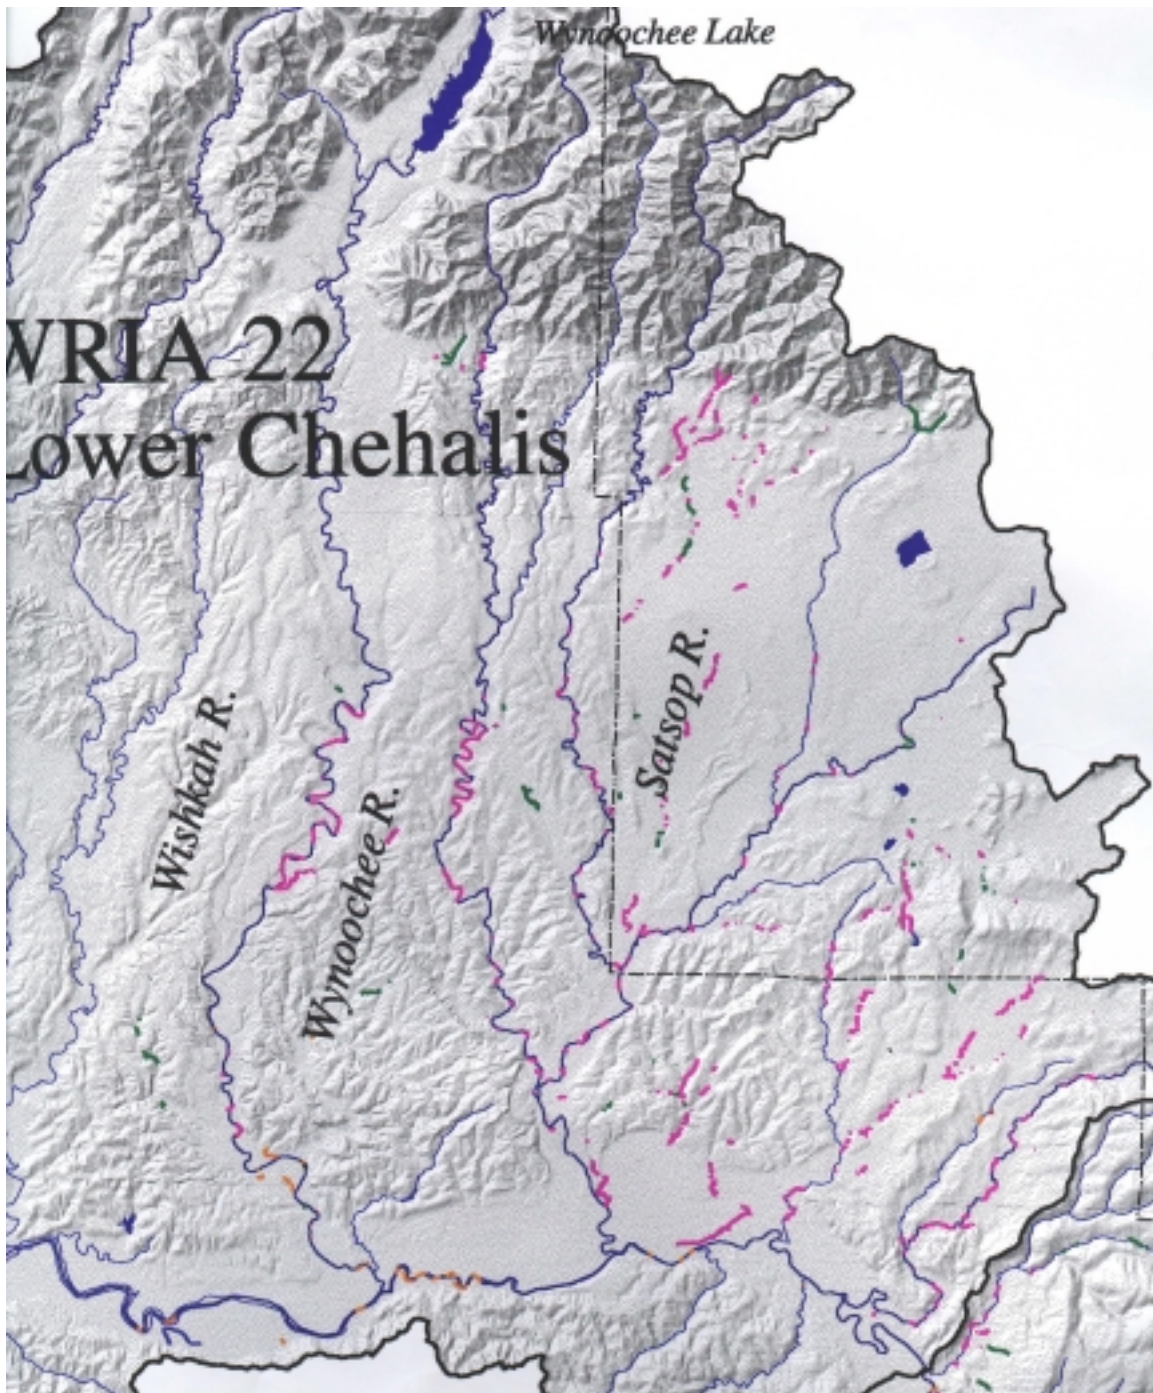 Wynoochee Lake
WRIA 22
Lower Chehalis
Satsop R.
Wishkah R.
Wynoochee R.